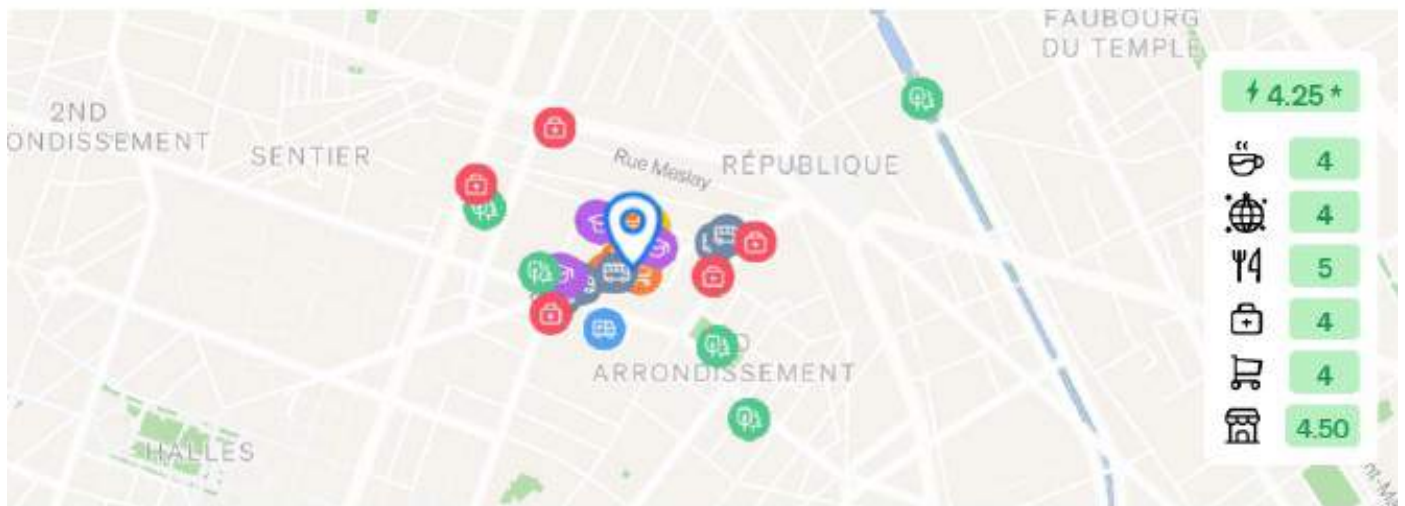 FAUBOURG
DU TEMPLE
2ND
ONDISSEMENT
SENTIER
Rue Meslay
RÉPUBLIQUE
ARRONDISSEMENT
HALLES
4.25 *
4
4
5
4
4
4.50